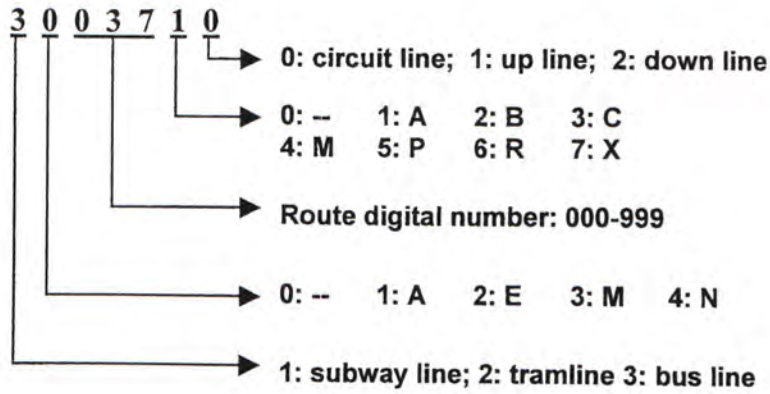 3 0 0 3 7 1 0
0: circuit line; 1: up line; 2: down line
0: -- 1: A 2: B 3: C
4: M 5: P 6: R 7: X
Route digital number: 000-999
0: -- 1: A 2: E 3: M 4: N
1: subway line; 2: tramline 3: bus line